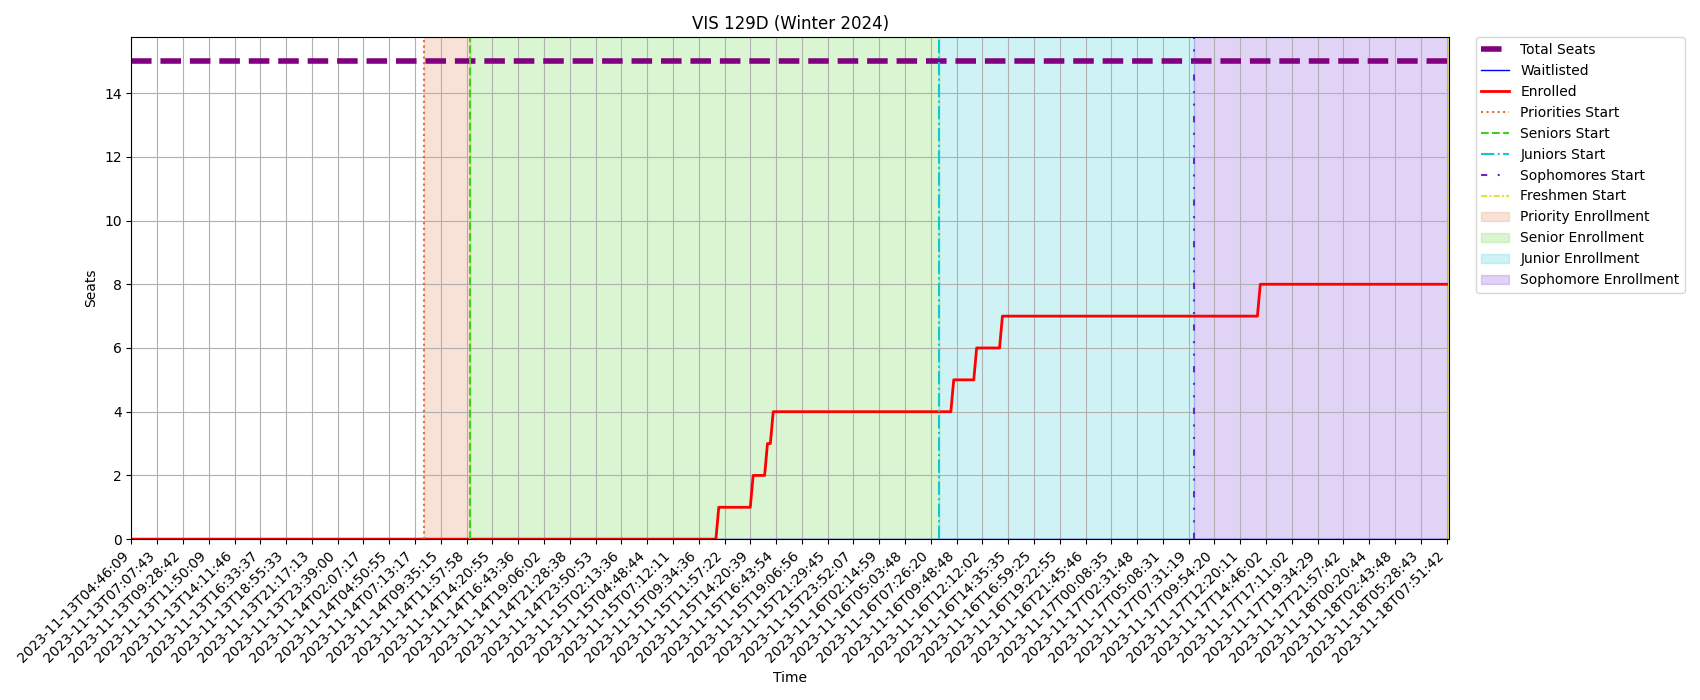 VIS 129D (Winter 2024)
Total Seats
Waitlisted
Enrolled
Priorities Start
Seniors Start
Juniors Start
Sophomores Start
Freshmen Start
Priority Enrollment
Senior Enrollment
Junior Enrollment
Sophomore Enrollment
Seats
14
12
10
8
6
4
2
0
2023-11-13T04:46:09
2023-11-13T07:07:43
2023-11-13T09:28:42
2023-11-13T11:50:09
2023-11-13T14:11:46
2023-11-13T16:33:37
2023-11-13T18:55:33
2023-11-13T21:17:13
2023-11-13T23:39:00
2023-11-14T02:07:17
2023-11-14T04:50:55
2023-11-14T07:13:17
2023-11-14T09:35:15
2023-11-14T11:57:58
2023-11-14T14:20:55
2023-11-14T16:43:36
2023-11-14T19:06:02
2023-11-14T21:28:38
2023-11-14T23:50:53
2023-11-15T02:13:36
2023-11-15T04:48:44
2023-11-15T07:12:11
2023-11-15T09:34:36
2023-11-15T11:57:22
2023-11-15T14:20:39
2023-11-15T16:43:54
2023-11-15T19:06:56
2023-11-15T21:29:45
2023-11-15T23:52:07
2023-11-16T02:14:59
2023-11-16T05:03:48
2023-11-16T07:26:20
2023-11-16T09:48:48
2023-11-16T12:12:02
2023-11-16T14:35:35
2023-11-16T16:59:25
2023-11-16T19:22:55
2023-11-16T21:45:46
2023-11-17T00:08:35
2023-11-17T02:31:48
2023-11-17T05:08:31
2023-11-17T07:31:19
2023-11-17T09:54:20
2023-11-17T12:20:11
2023-11-17T14:46:02
2023-11-17T17:11:02
2023-11-17T19:34:29
2023-11-17T21:57:42
2023-11-18T00:20:44
2023-11-18T02:43:48
2023-11-18T05:28:43
2023-11-18T07:51:42
Time